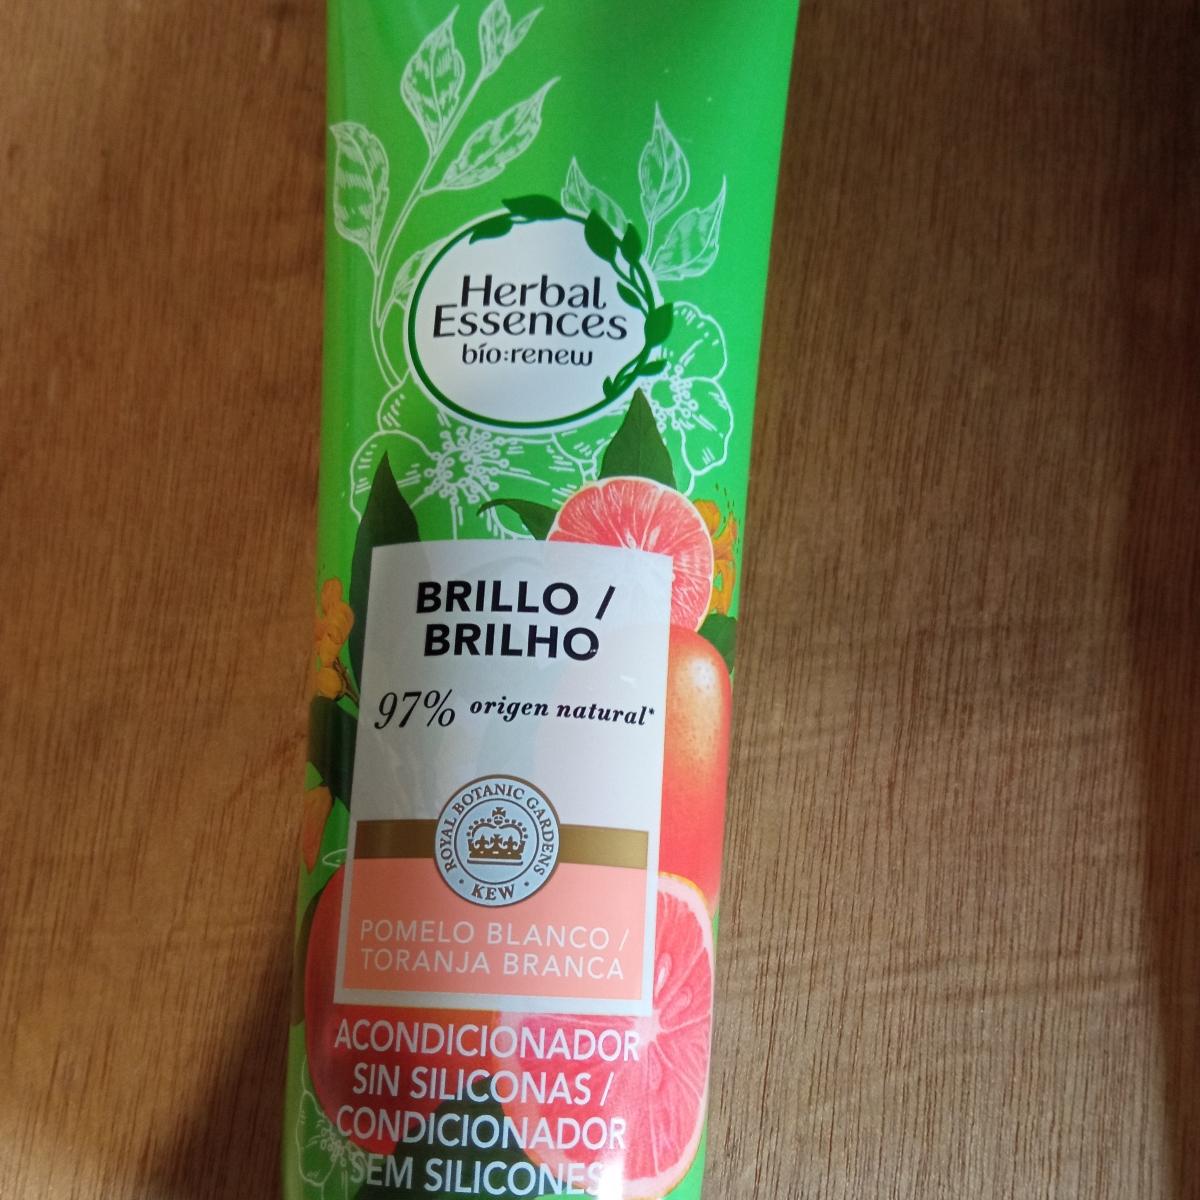 Herbal
Essences
bío:renew
BRILLO /
BRILHO
97% origen natural*
ROYAL BOTANIC GARDENS
• KEW •
POMELO BLANCO /
TORANJA BRANCA
ACONDICIONADOR
SIN SILICONAS /
CONDICIONADOR
SEM SILICONES